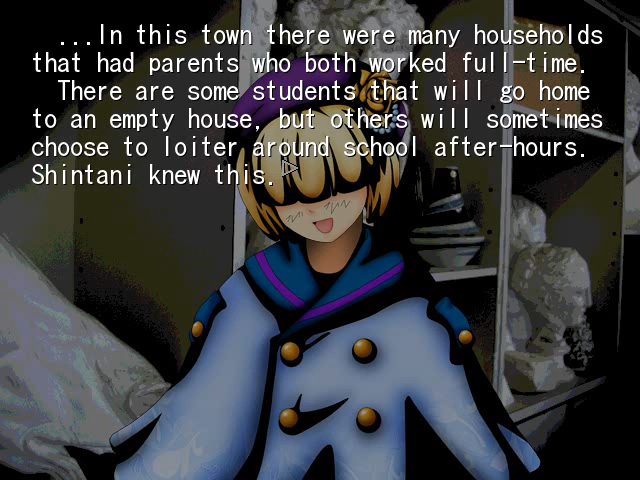 ...In this town there were many households
that had parents who both worked full-time.
There are some students that will go home
to an empty house, but others will sometimes
choose to loiter around school after-hours.
Shintani knew this.